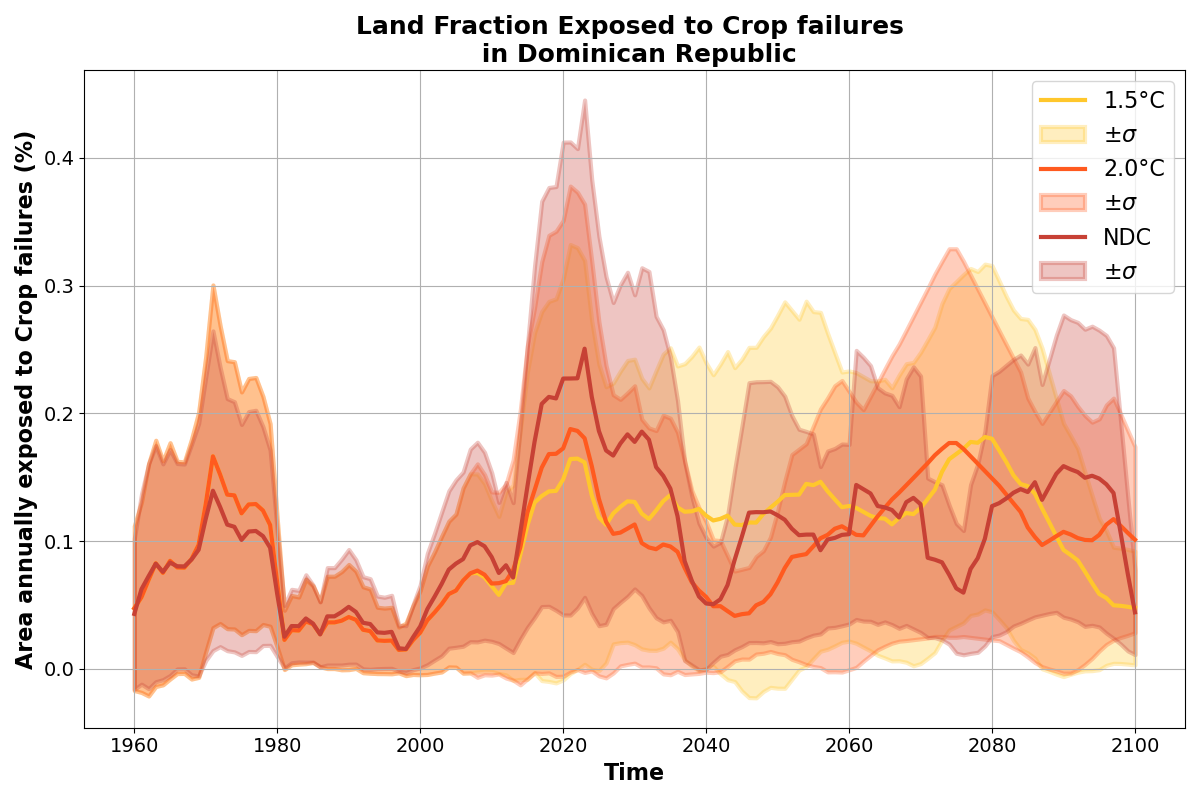 Land Fraction Exposed to Crop failures
in Dominican Republic
Area annually exposed to Crop failures (%)
0.4
0.3
0.2
0.1
0.0
1960 1980 2000 2020 2040 2060 2080 2100
Time
1.5°C
±σ
2.0°C
±σ
NDC
±σ